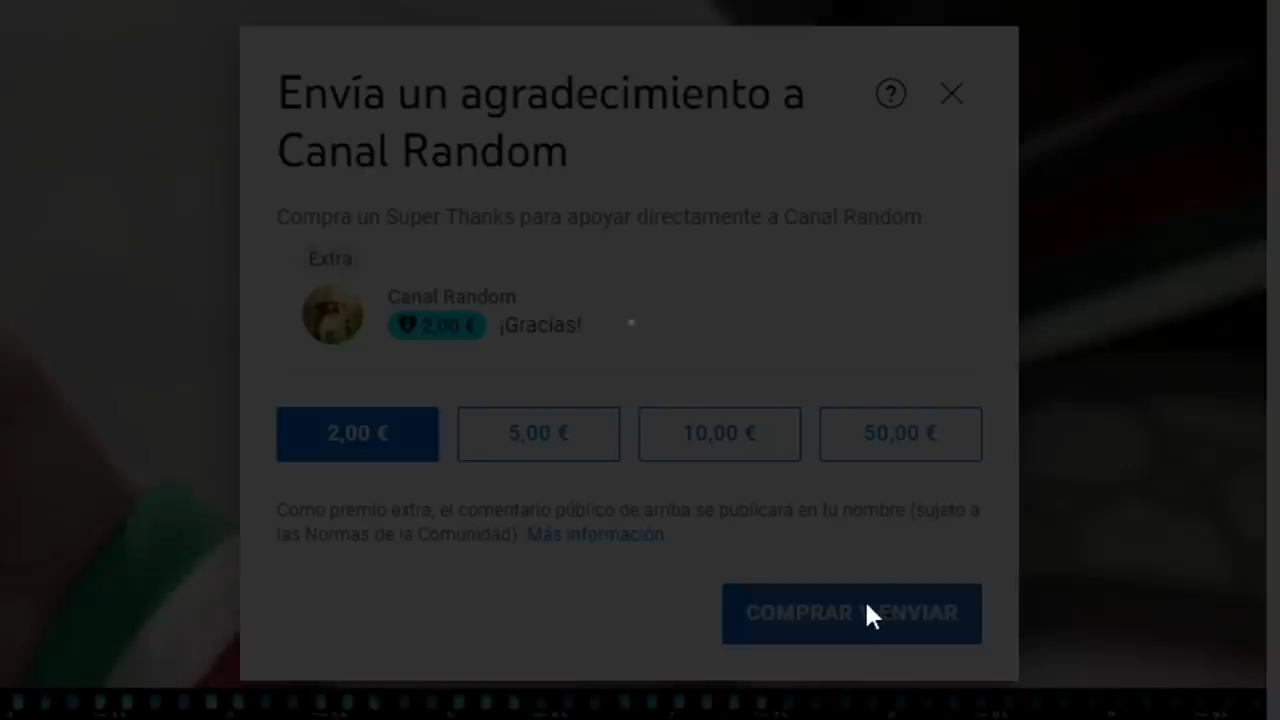 Envía un agradecimiento a
Canal Random
Compra un Super Thanks para apoyar directamente a Canal Random
Extra
Canal Random
2,00 € ¡Gracias!
2,00 € 5,00 € 10,00 € 50,00 €
Como premio extra, el comentario público de arriba se publicará en tu nombre (sujeto a
las Normas de la Comunidad) Más información
COMPRAR Y ENVIAR